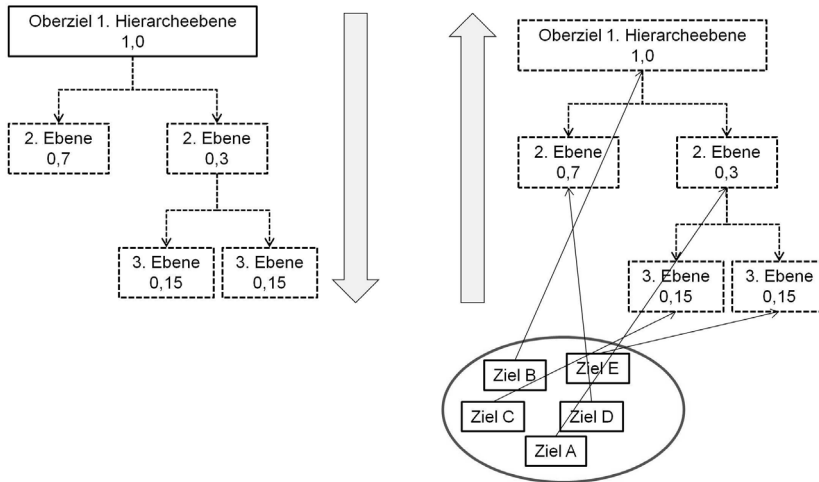 Oberziel 1. Hierarcheebene
1,0
2. Ebene
0,7
2. Ebene
0,3
3. Ebene
0,15
3. Ebene
0,15
Oberziel 1. Hierarcheebene
1,0
2. Ebene
0,7
2. Ebene
0,3
3. Ebene
0,15
3. Ebene
0,15
Ziel B
Ziel E
Ziel C
Ziel D
Ziel A